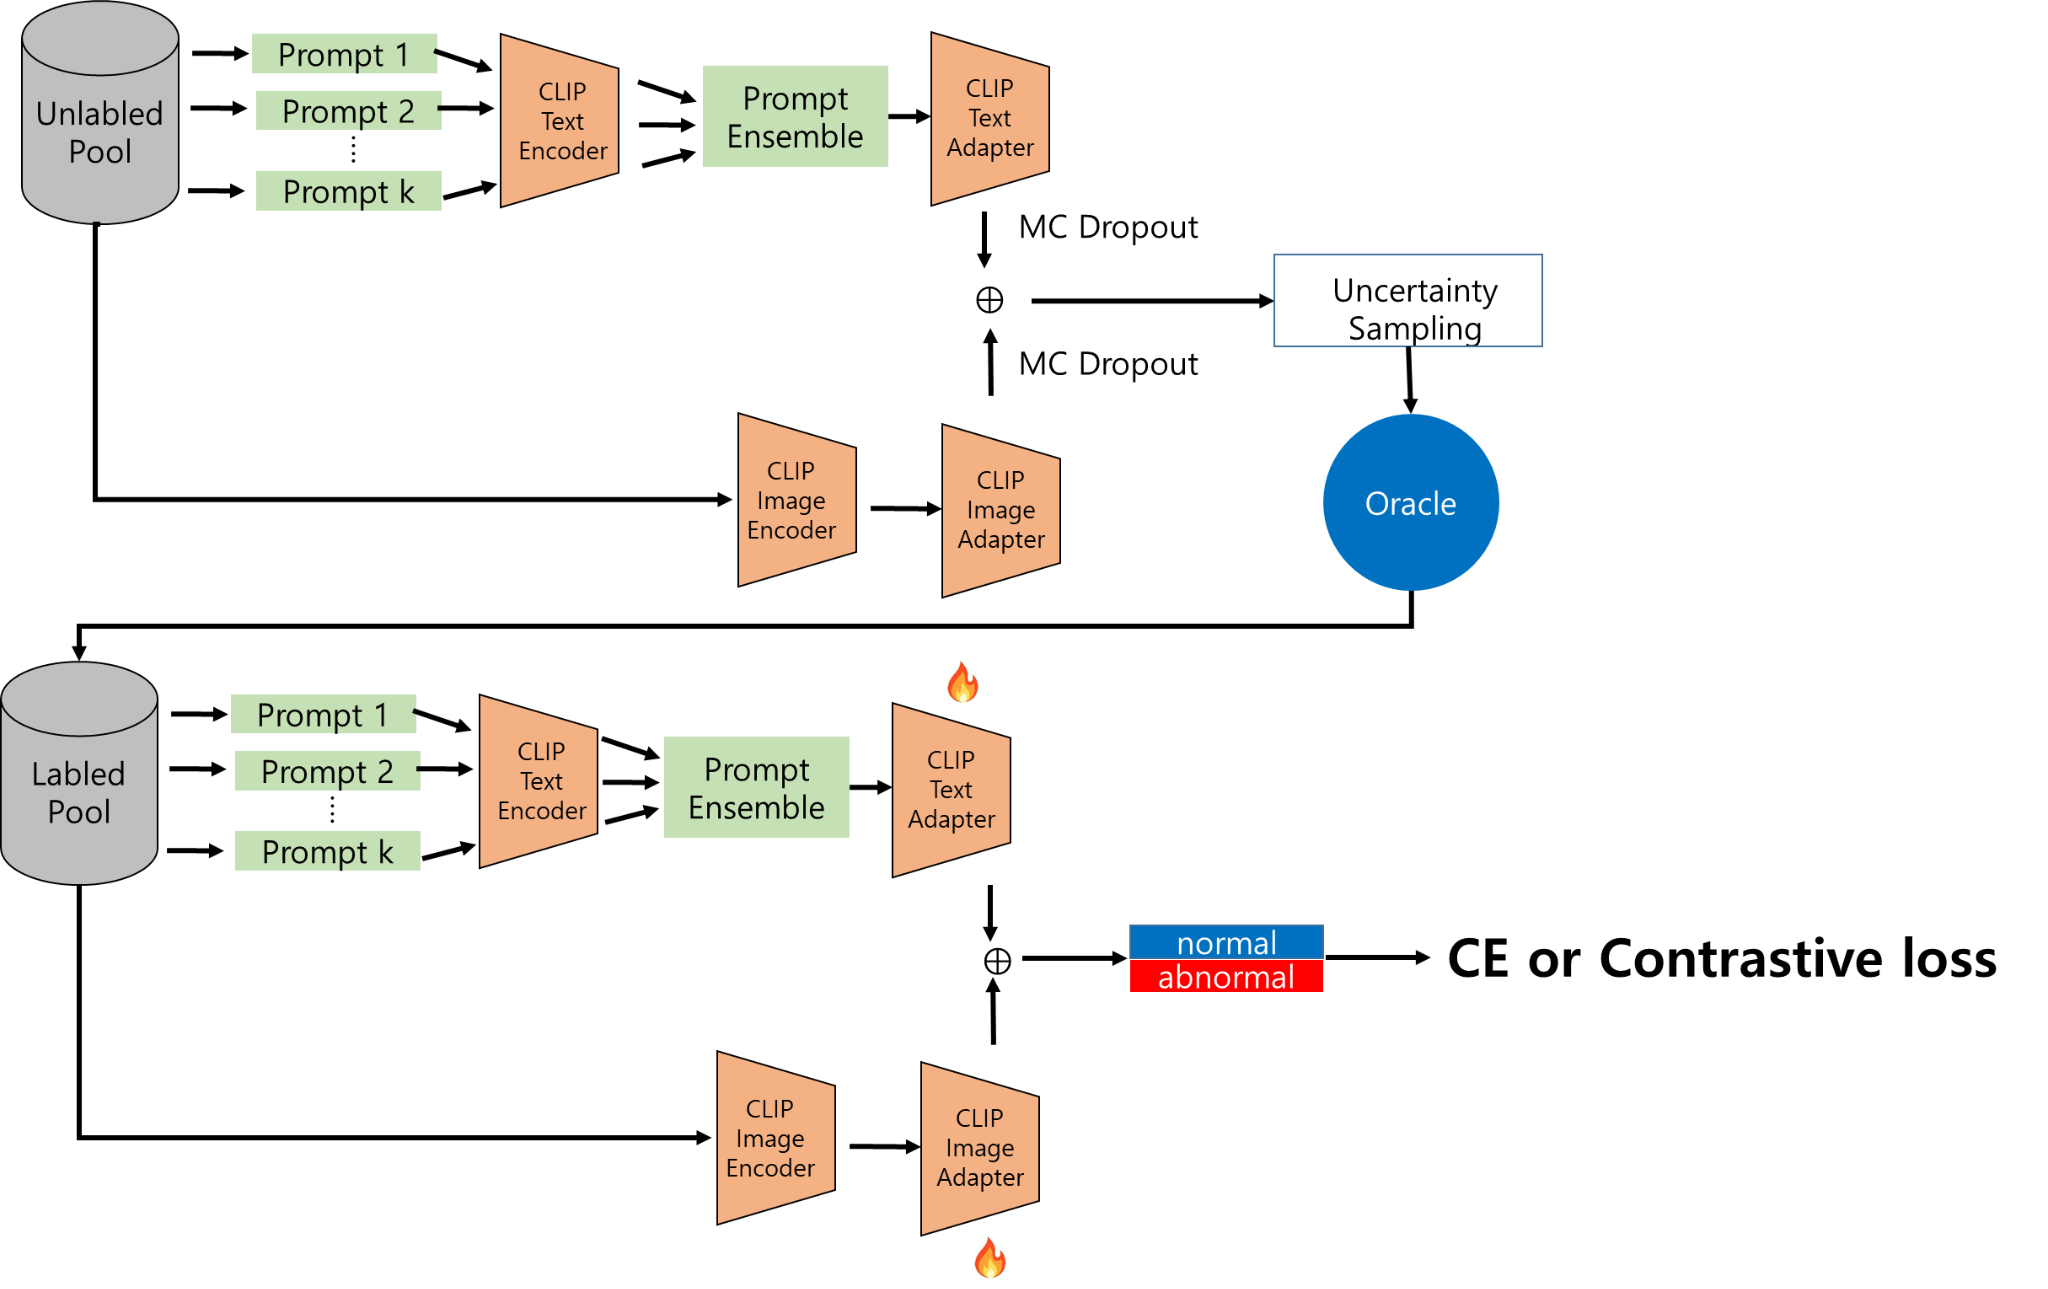 Unlabled
Pool
Prompt 1
Prompt 2
Prompt k
CLIP
Text
Encoder
Prompt
Ensemble
CLIP
Text
Adapter
MC Dropout
MC Dropout
Uncertainty
Sampling
CLIP
Image
Encoder
CLIP
Image
Adapter
Oracle
Labled
Pool
Prompt 1
Prompt 2
Prompt k
CLIP
Text
Encoder
Prompt
Ensemble
CLIP
Text
Adapter
normal
abnormal
CE or Contrastive loss
CLIP
Image
Encoder
CLIP
Image
Adapter